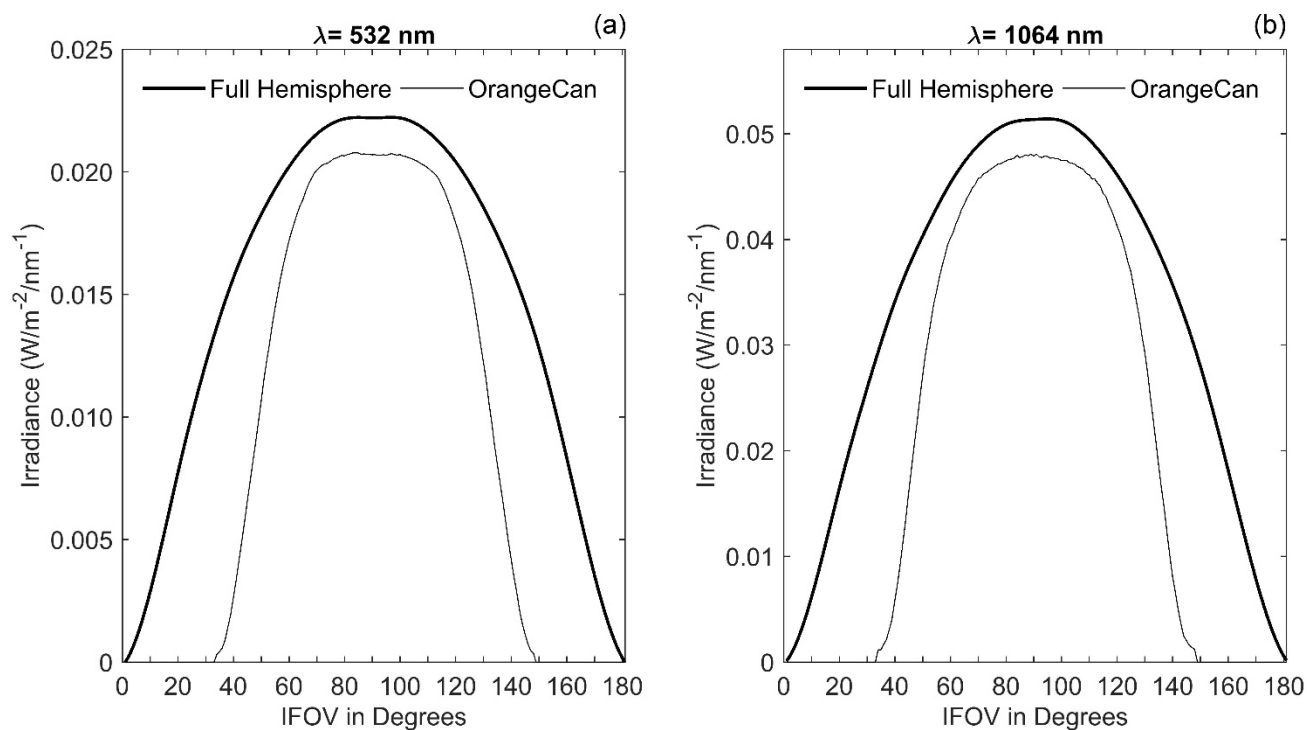 (a)
λ= 532 nm
0.025
0.020
0.015
0.010
0.005
0
Full Hemisphere
OrangeCan
Irradiance (W/m⁻²/nm⁻¹)
0 20 40 60 80 100 120 140 160 180
IFOV in Degrees
(b)
λ= 1064 nm
0.05
0.04
0.03
0.02
0.01
0
Full Hemisphere
OrangeCan
Irradiance (W/m⁻²/nm⁻¹)
0 20 40 60 80 100 120 140 160 180
IFOV in Degrees